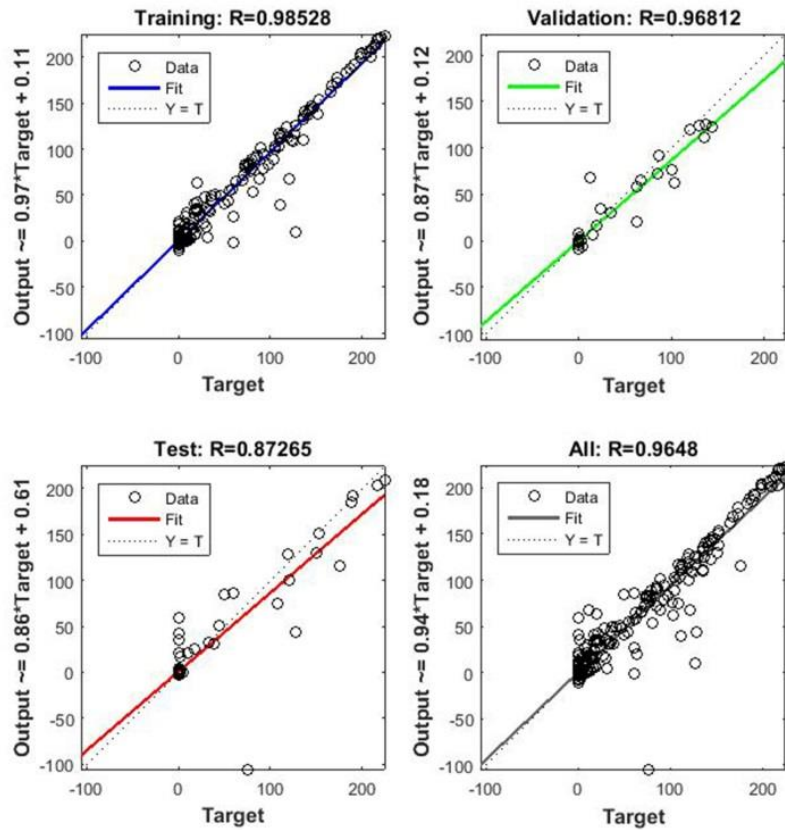 Training: R=0.98528
Output ~= 0.97*Target + 0.11
200
150
100
50
0
-50
-100
Data
Fit
Y = T
-100
0
100
200
Target
Validation: R=0.96812
Output ~= 0.87*Target + 0.12
200
150
100
50
0
-50
-100
Data
Fit
Y = T
-100
0
100
200
Target
Test: R=0.87265
Output ~= 0.86*Target + 0.61
200
150
100
50
0
-50
-100
Data
Fit
Y = T
-100
0
100
200
Target
All: R=0.9648
Output ~= 0.94*Target + 0.18
200
150
100
50
0
-50
-100
Data
Fit
Y = T
-100
0
100
200
Target